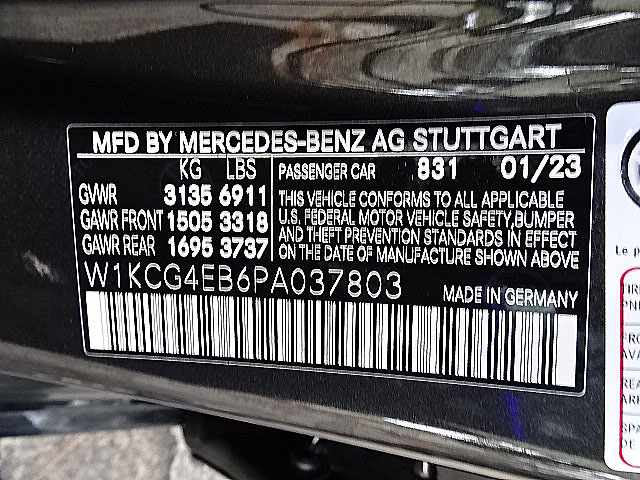 MFD BY MERCEDES-BENZ AG STUTTGART
KG LBS PASSENGER CAR 831 01/23
GVWR 3135 6911
GAWR FRONT 1505 3318
GAWR REAR 1695 3737
THIS VEHICLE CONFORMS TO ALL APPLICABLE
U.S. FEDERAL MOTOR VEHICLE SAFETY, BUMPER
AND THEFT PREVENTION STANDARDS IN EFFECT
ON THE DATE OF MANUFACTURE SHOWN ABOVE
W1KCG4EB6PA037803 MADE IN GERMANY
Le